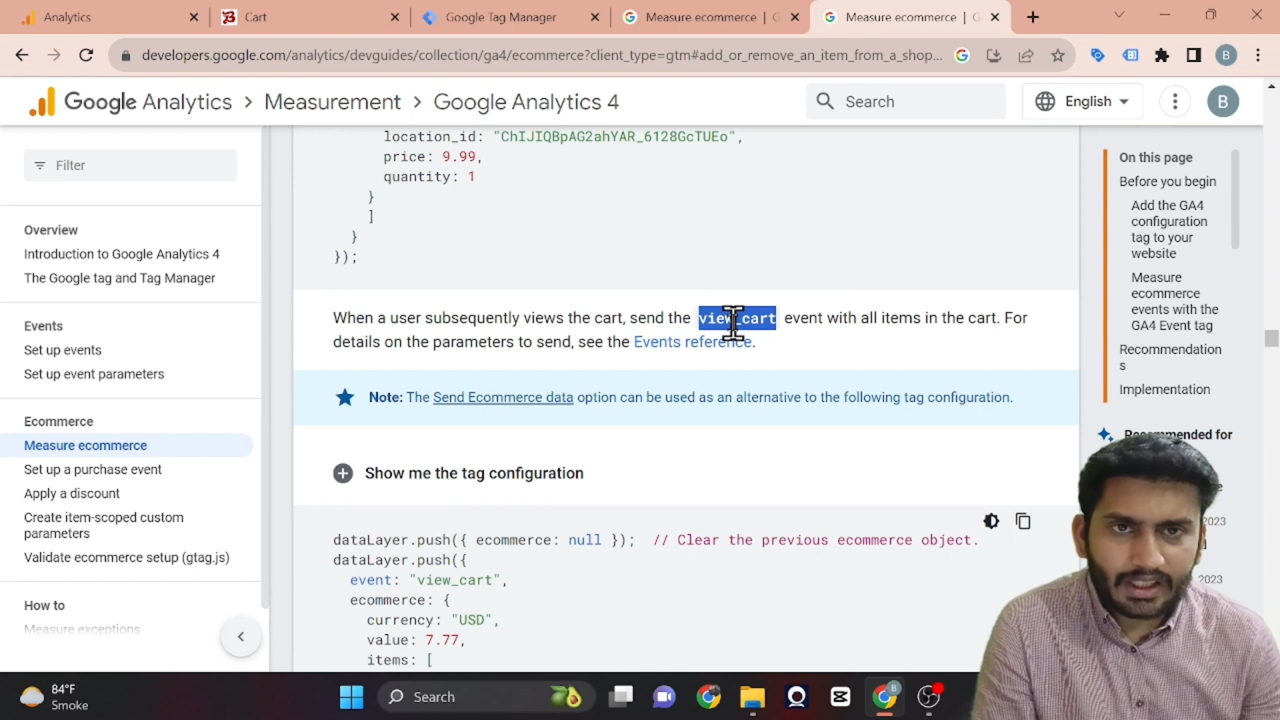 Analytics
Cart
Google Tag Manager
Measure ecommerce | G
Measure ecommerce | G
developers.google.com/analytics/devguides/collection/ga4/ecommerce?client_type=gtm#add_or_remove_an_item_from_a_shop...
B
Google Analytics > Measurement > Google Analytics 4
Search
English
B
Filter
Overview
Introduction to Google Analytics 4
The Google tag and Tag Manager
Events
Set up events
Set up event parameters
Ecommerce
Measure ecommerce
Set up a purchase event
Apply a discount
Create item-scoped custom
parameters
Validate ecommerce setup (gtag.js)
How to
Measure exceptions
location_id: "ChIJIQBpAG2ahYAR_6128GcTUEo",
price: 9.99,
quantity: 1
}
]
}
});
When a user subsequently views the cart, send the view_cart event with all items in the cart. For
details on the parameters to send, see the Events reference.
Note: The Send Ecommerce data option can be used as an alternative to the following tag configuration.
Show me the tag configuration
dataLayer.push({ ecommerce: null }); // Clear the previous ecommerce object.
dataLayer.push({
event: "view_cart",
ecommerce: {
currency: "USD",
value: 7.77,
items: [
On this page
Before you begin
Add the GA4
configuration
tag to your
website
Measure
ecommerce
events with the
GA4 Event tag
Recommendation
s
Implementation
Recommended for
2023
2023
84°F
Smoke
Search